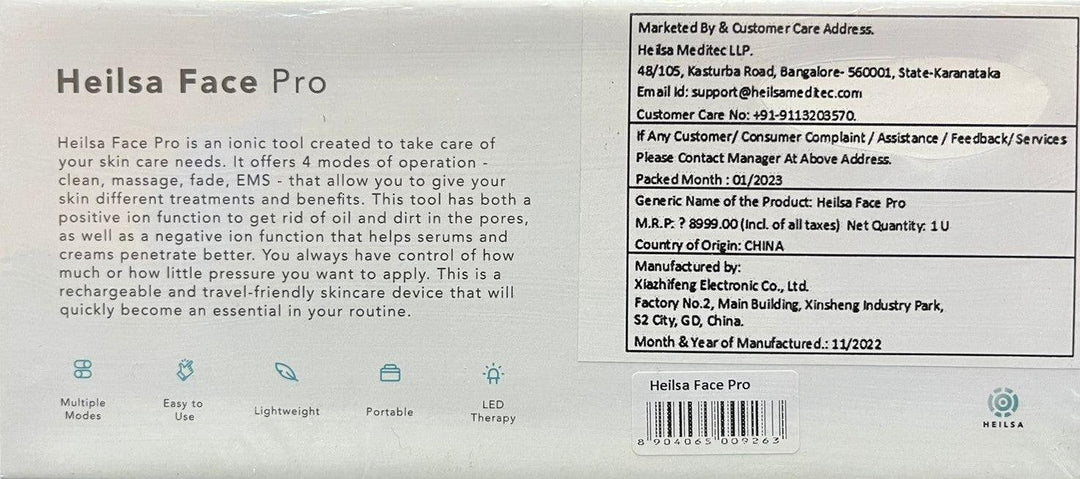 Heilsa Face Pro
Heilsa Face Pro is an ionic tool created to take care of
your skin care needs. It offers 4 modes of operation -
clean, massage, fade, EMS - that allow you to give your
skin different treatments and benefits. This tool has both a
positive ion function to get rid of oil and dirt in the pores,
as well as a negative ion function that helps serums and
creams penetrate better. You always have control of how
much or how little pressure you want to apply. This is a
rechargeable and travel-friendly skincare device that will
quickly become an essential in your routine.
Multiple
Modes
Easy to
Use
Lightweight
Portable
LED
Therapy
Marketed By & Customer Care Address.
Heilsa Meditec LLP.
48/105, Kasturba Road, Bangalore- 560001, State-Karanataka
Email Id: support@heilsameditec.com
Customer Care No: +91-9113203570.
If Any Customer/ Consumer Complaint / Assistance / Feedback/ Services
Please Contact Manager At Above Address.
Packed Month : 01/2023
Generic Name of the Product: Heilsa Face Pro
M.R.P: ? 8999.00 (Incl. of all taxes) Net Quantity: 1 U
Country of Origin: CHINA
Manufactured by:
Xiazhifeng Electronic Co., Ltd.
Factory No.2, Main Building, Xinsheng Industry Park,
S2 City, GD, China.
Month & Year of Manufactured.: 11/2022
Heilsa Face Pro
8 904065 009263
HEILSA